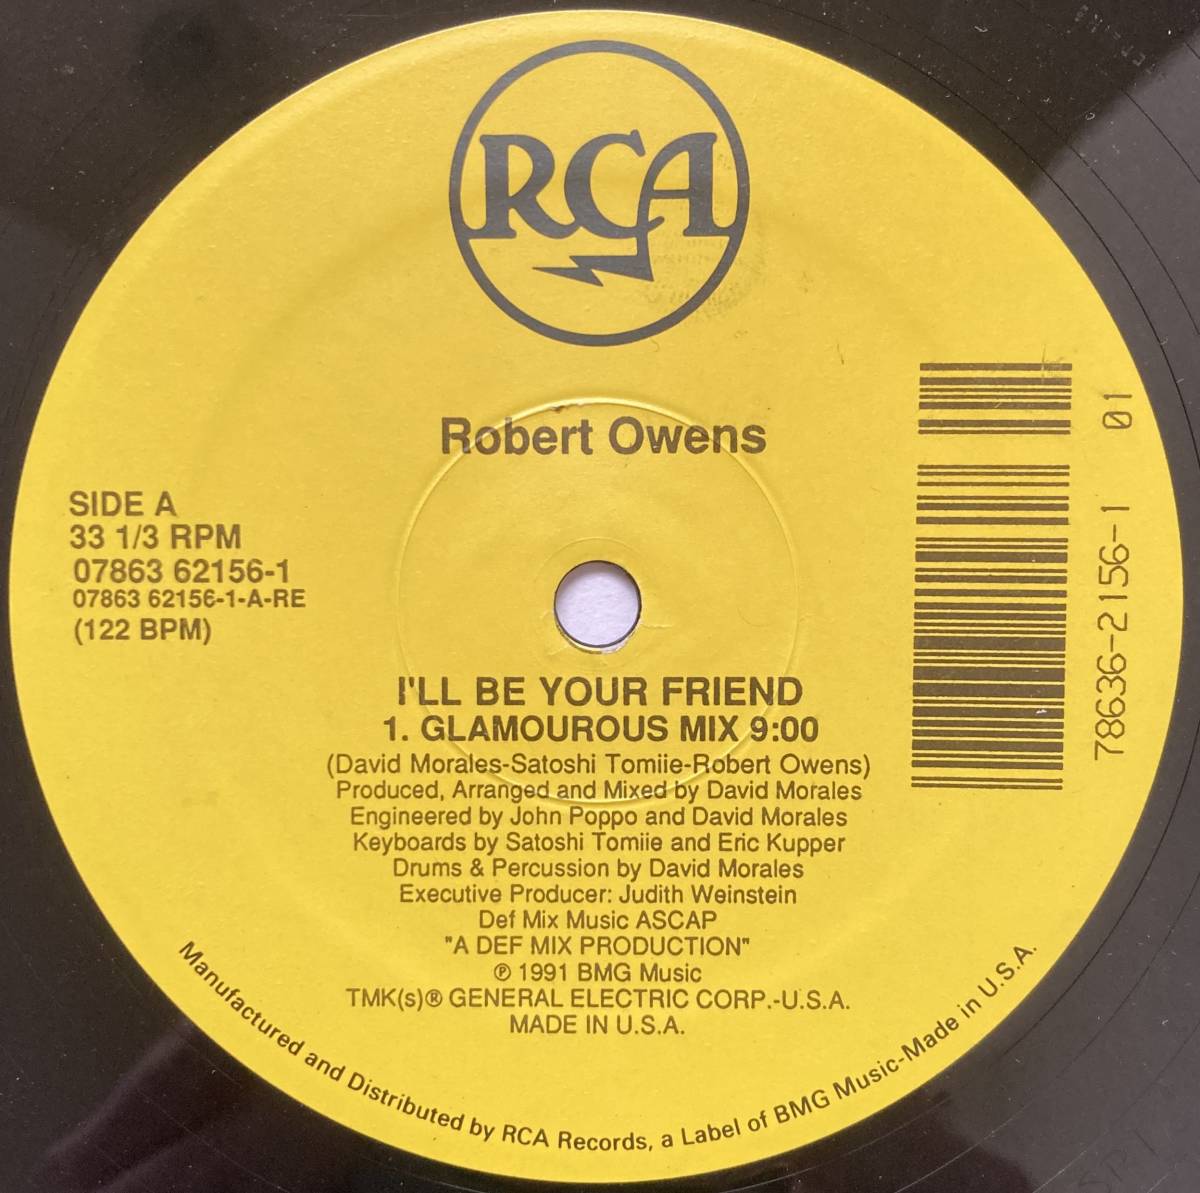 RCA
Robert Owens
SIDE A
33 1/3 RPM
07863 62156-1
07863 62156-1-A-RE
(122 BPM)
01
78636-2156-1
I'LL BE YOUR FRIEND
1. GLAMOUROUS MIX 9:00
(David Morales-Satoshi Tomiie-Robert Owens)
Produced, Arranged and Mixed by David Morales
Engineered by John Poppo and David Morales
Keyboards by Satoshi Tomiie and Eric Kupper
Drums & Percussion by David Morales
Executive Producer: Judith Weinstein
Def Mix Music ASCAP
"A DEF MIX PRODUCTION"
℗ 1991 BMG Music
TMK(s)® GENERAL ELECTRIC CORP.-U.S.A.
MADE IN U.S.A.
Manufactured and Distributed by RCA Records, a Label of BMG Music-Made in U.S.A.